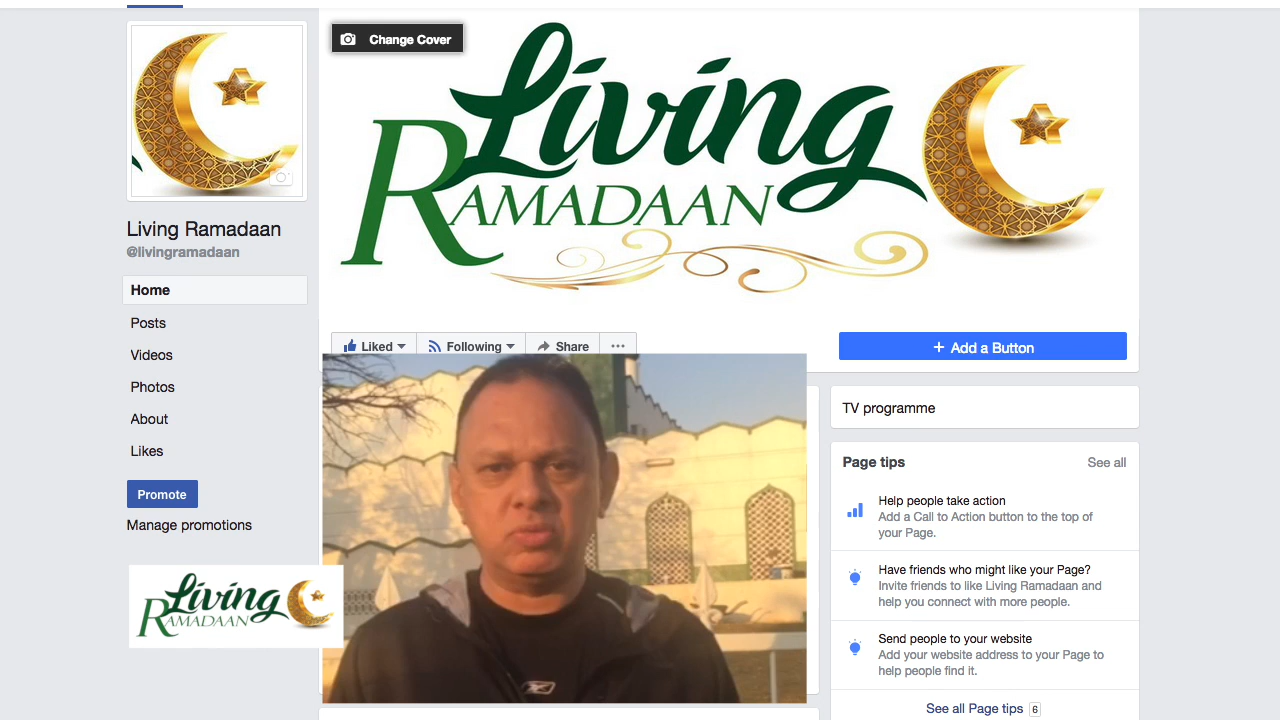 Change Cover
Living
RAMADAAN
Living Ramadaan
@livingramadaan
Home
Posts
Videos
Photos
About
Likes
Promote
Manage promotions
Living
RAMADAAN
Liked
Following
Share
+ Add a Button
TV programme
Page tips
See all
Help people take action
Add a Call to Action button to the top of
your Page.
Have friends who might like your Page?
Invite friends to like Living Ramadaan and
help you connect with more people.
Send people to your website
Add your website address to your Page to
help people find it.
See all Page tips 6